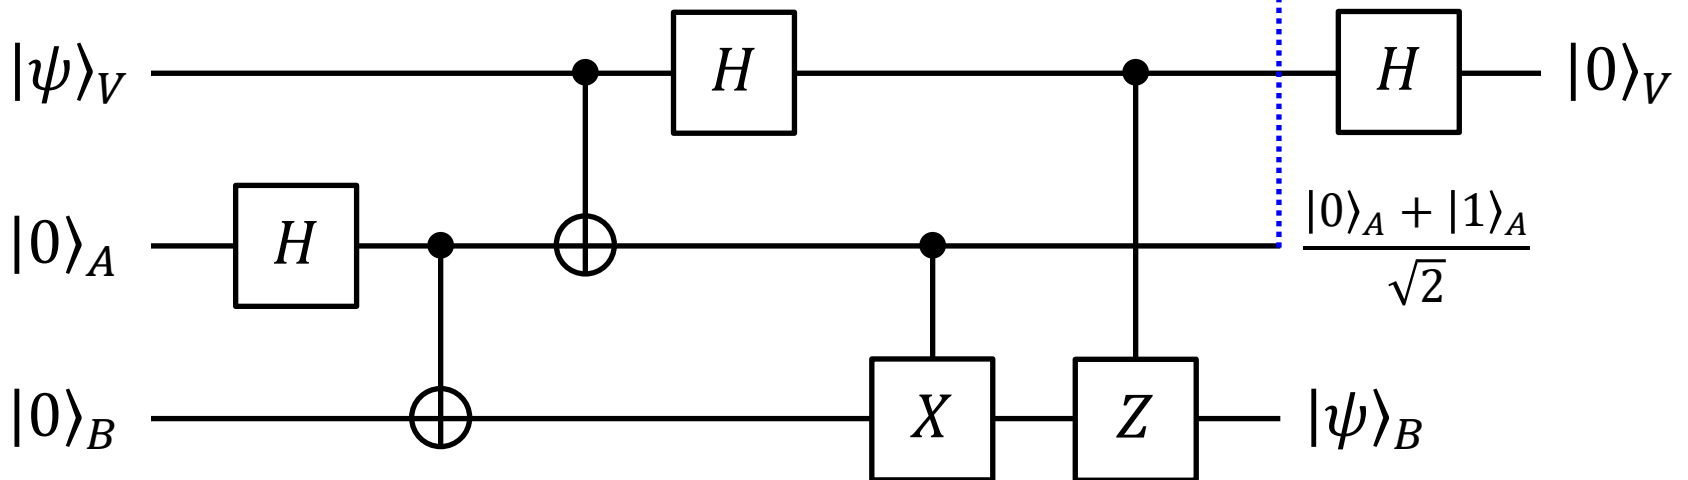 |ψ⟩_V H H |0⟩_V
|0⟩_A H (|0⟩_A + |1⟩_A)/√2
|0⟩_B X Z |ψ⟩_B